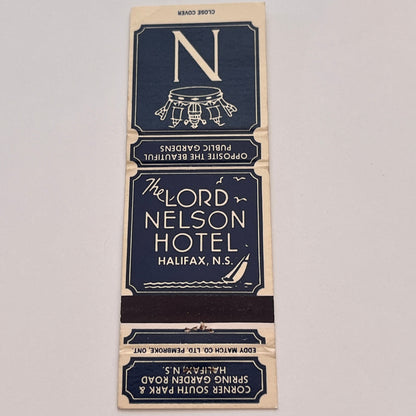 CLOSE COVER
N
OPPOSITE THE BEAUTIFUL
PUBLIC GARDENS
The LORD
NELSON
HOTEL
HALIFAX, N.S.
EDDY MATCH CO. LTD. PEMBROKE, ONT.
CORNER SOUTH PARK &
SPRING GARDEN ROAD
HALIFAX, N.S.